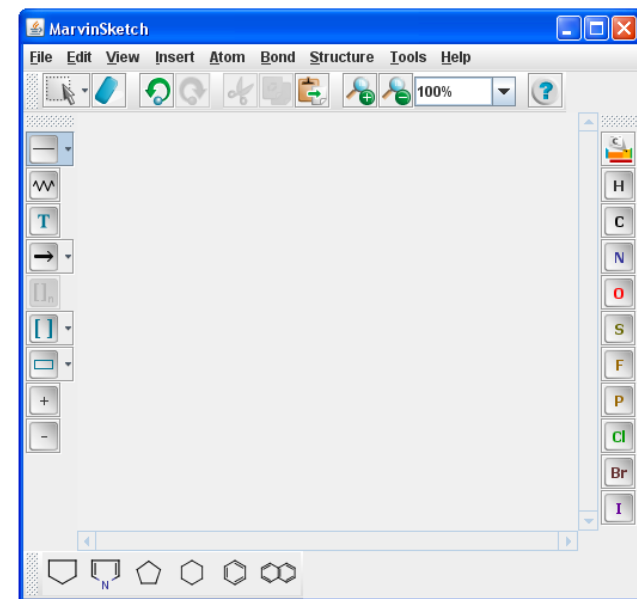 MarvinSketch
File Edit View Insert Atom Bond Structure Tools Help
100% ?
H
T
C
N
[ ]n
O
[ ]
S
F
+
P
-
Cl
Br
I
N